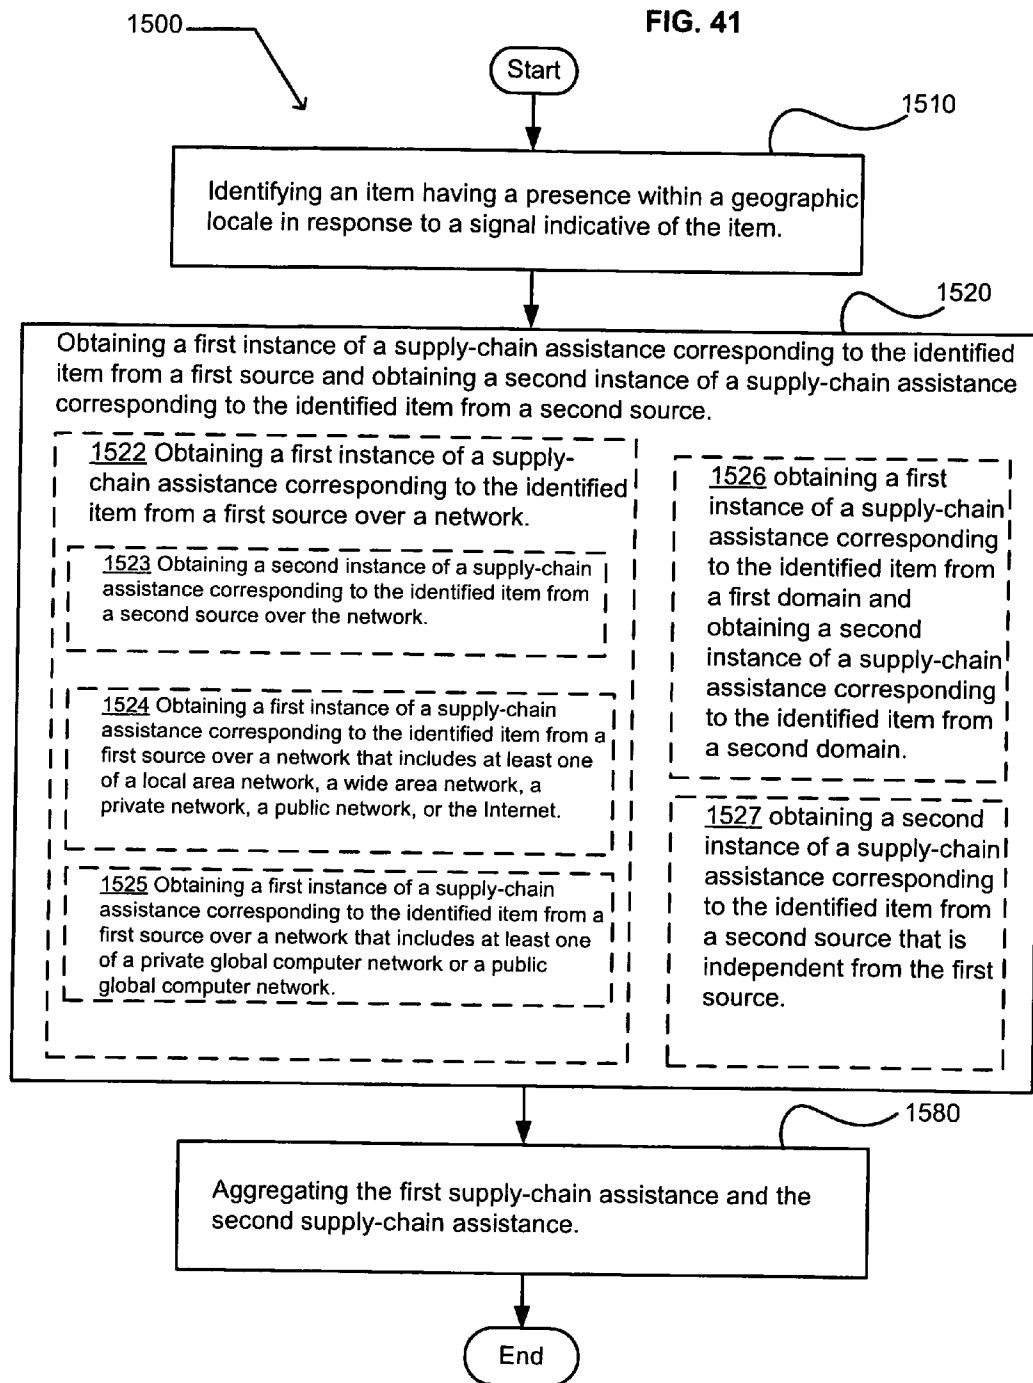 FIG. 41
1500
Start
1510
Identifying an item having a presence within a geographic
locale in response to a signal indicative of the item.
1520
Obtaining a first instance of a supply-chain assistance corresponding to the identified
item from a first source and obtaining a second instance of a supply-chain assistance
corresponding to the identified item from a second source.
1522 Obtaining a first instance of a supply-
chain assistance corresponding to the identified
item from a first source over a network.
1523 Obtaining a second instance of a supply-chain
assistance corresponding to the identified item from
a second source over the network.
1524 Obtaining a first instance of a supply-chain
assistance corresponding to the identified item from a
first source over a network that includes at least one
of a local area network, a wide area network, a
private network, a public network, or the Internet.
1525 Obtaining a first instance of a supply-chain
assistance corresponding to the identified item from a
first source over a network that includes at least one
of a private global computer network or a public
global computer network.
1526 obtaining a first
instance of a supply-chain
assistance corresponding
to the identified item from
a first domain and
obtaining a second
instance of a supply-chain
assistance corresponding
to the identified item from
a second domain.
1527 obtaining a second
instance of a supply-chain
assistance corresponding
to the identified item from
a second source that is
independent from the first
source.
1580
Aggregating the first supply-chain assistance and the
second supply-chain assistance.
End